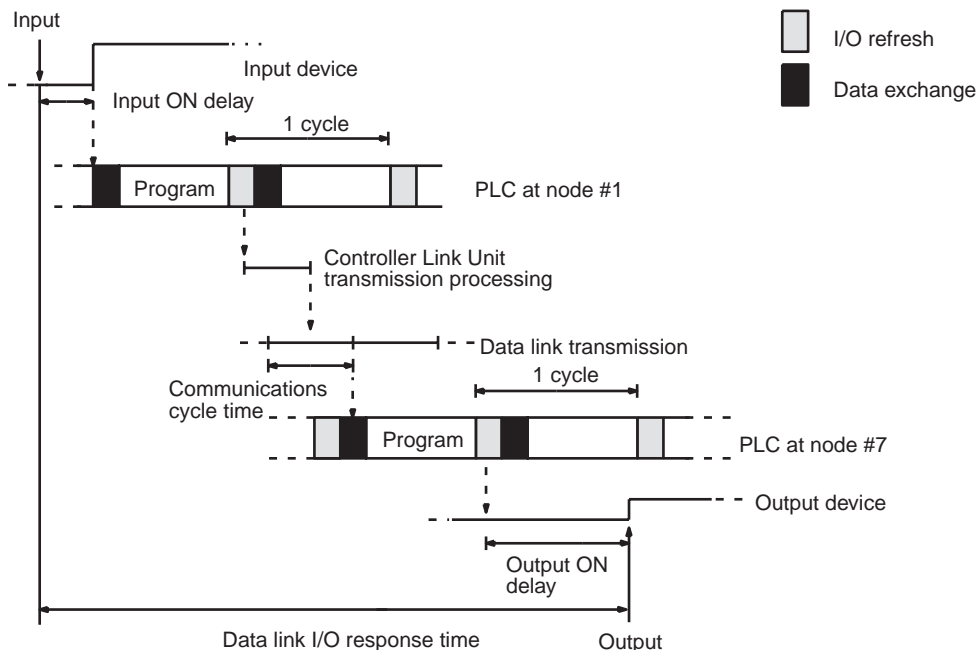 Input
I/O refresh
Input device
Data exchange
Input ON delay
1 cycle
Program
PLC at node #1
Controller Link Unit
transmission processing
Data link transmission
Communications
cycle time
1 cycle
Program
PLC at node #7
Output device
Output ON
delay
Data link I/O response time
Output